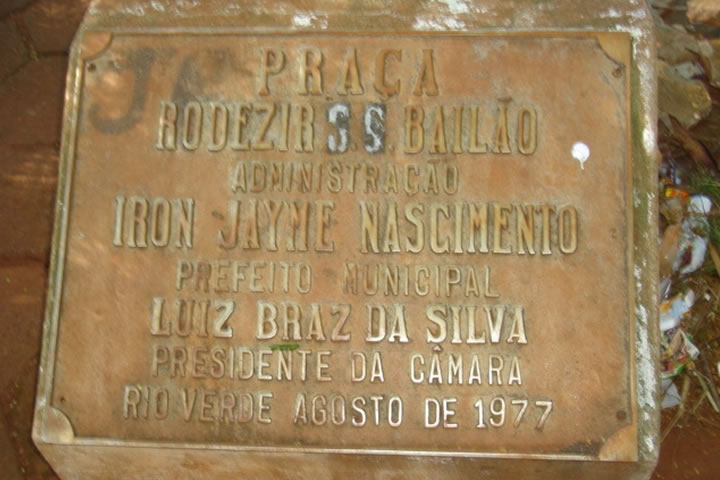 PRAÇA
RODEZIR S S BAILÃO
ADMINISTRAÇÃO
IRON JAYME NASCIMENTO
PREFEITO MUNICIPAL
LUIZ BRAZ DA SILVA
PRESIDENTE DA CÂMARA
RIO VERDE AGOSTO DE 1977